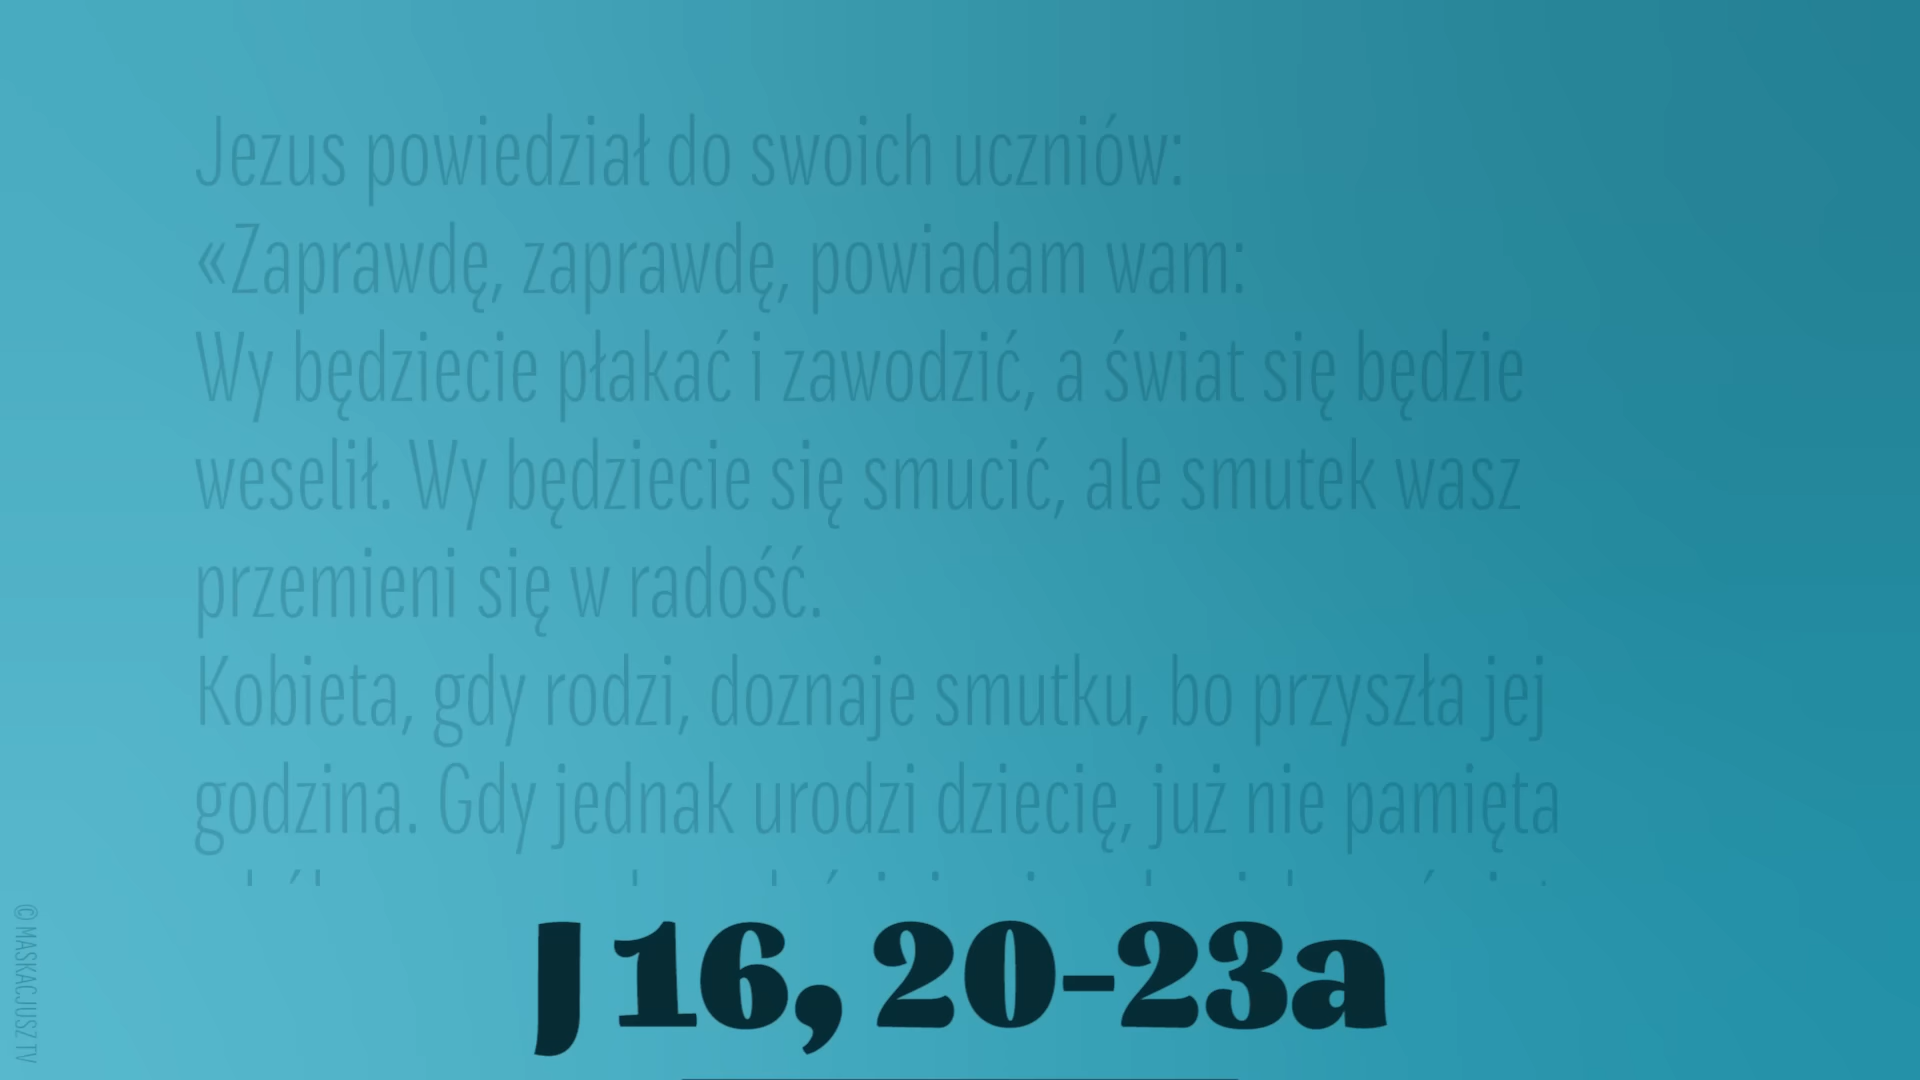 Jezus powiedział do swoich uczniów:
«Zaprawdę, zaprawdę, powiadam wam:
Wy będziecie płakać i zawodzić, a świat się będzie
weselił. Wy będziecie się smucić, ale smutek wasz
przemieni się w radość.
Kobieta, gdy rodzi, doznaje smutku, bo przyszła jej
godzina. Gdy jednak urodzi dziecię, już nie pamięta
J 16, 20-23a
© MASKACJUSZ TV